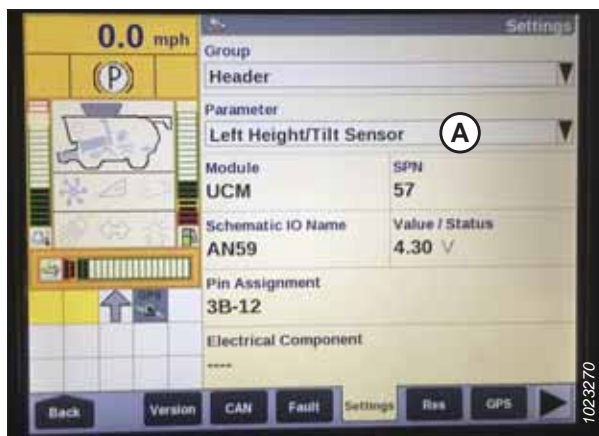 0.0 mph
(P)
Settings
Group
Header
Parameter
Left Height/Tilt Sensor
A
Module
SPN
UCM
57
Schematic IO Name
Value / Status
AN59
4.30 V
Pin Assignment
3B-12
Electrical Component
----
Back
Version
CAN
Fault
Settings
Res
GPS
1023270